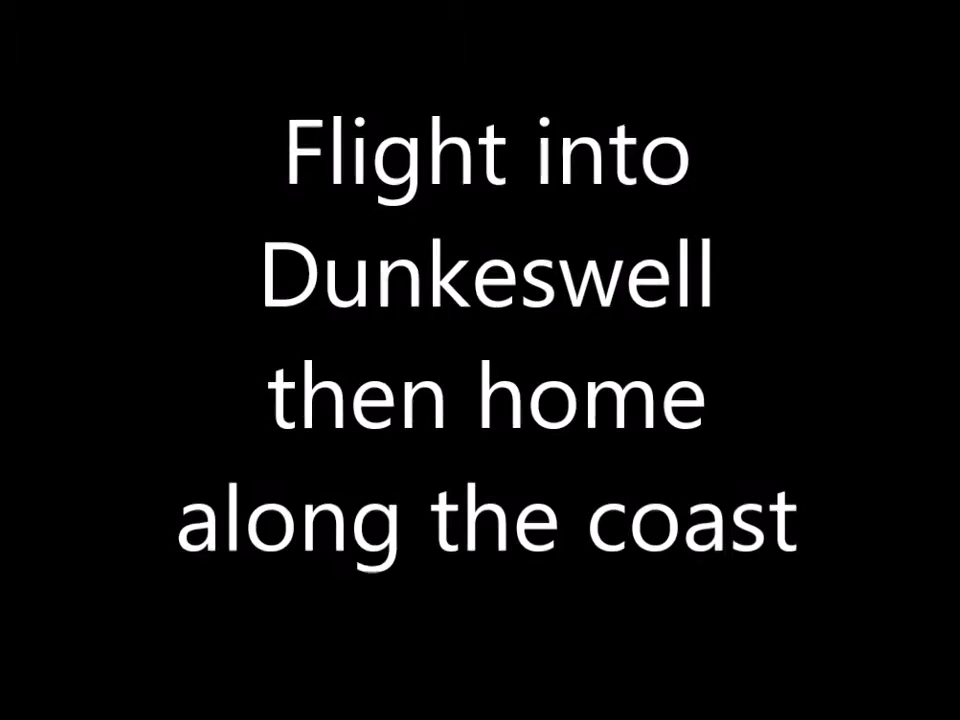 Flight into
Dunkeswell
then home
along the coast